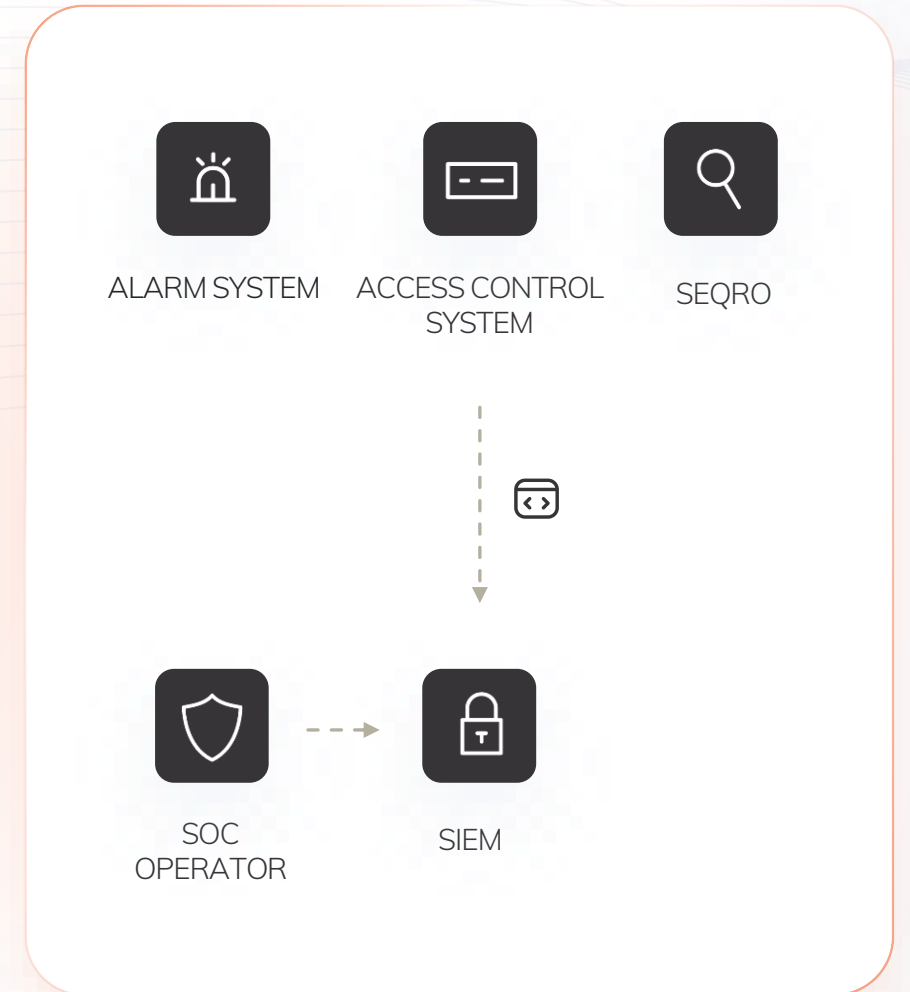 ALARM SYSTEM
ACCESS CONTROL
SYSTEM
SEQRO
SOC
OPERATOR
SIEM